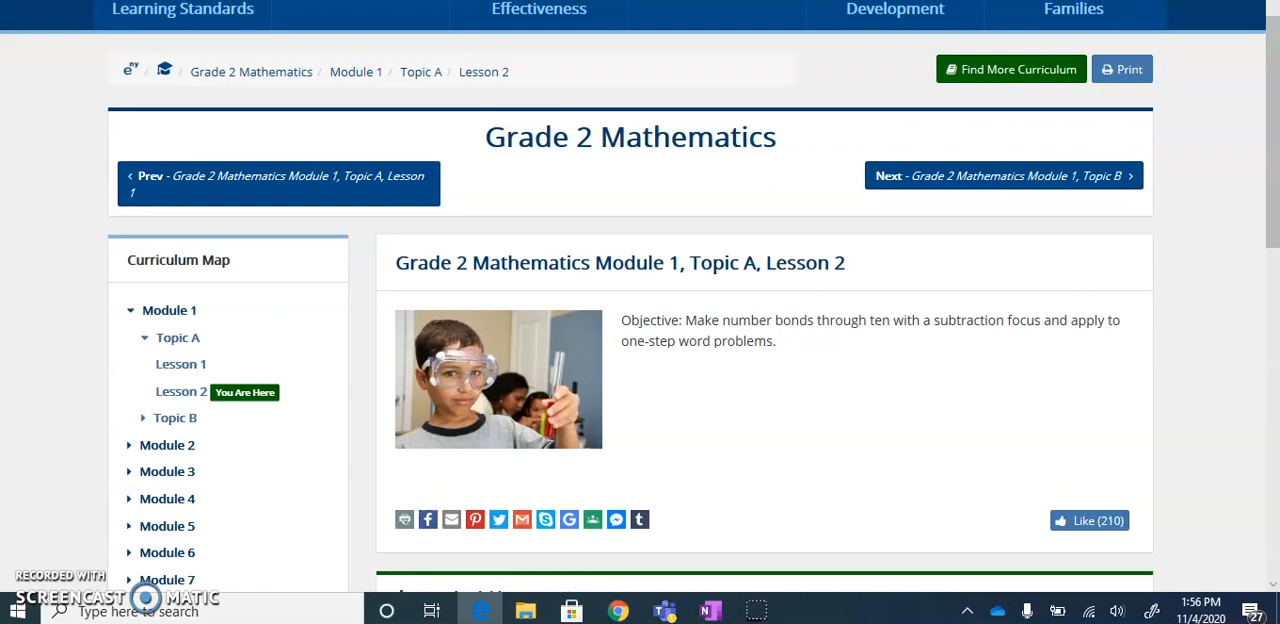 Learning Standards
Effectiveness
Development
Families
eny / / Grade 2 Mathematics / Module 1 / Topic A / Lesson 2
Find More Curriculum
Print
Grade 2 Mathematics
‹ Prev - Grade 2 Mathematics Module 1, Topic A, Lesson
1
Next - Grade 2 Mathematics Module 1, Topic B ›
Curriculum Map
Module 1
Topic A
Lesson 1
Lesson 2 You Are Here
Topic B
Module 2
Module 3
Module 4
Module 5
Module 6
Module 7
Grade 2 Mathematics Module 1, Topic A, Lesson 2
Objective: Make number bonds through ten with a subtraction focus and apply to
one-step word problems.
Like (210)
RECORDED WITH
SCREENCAST MATIC
Type here to search
1:56 PM
11/4/2020
27